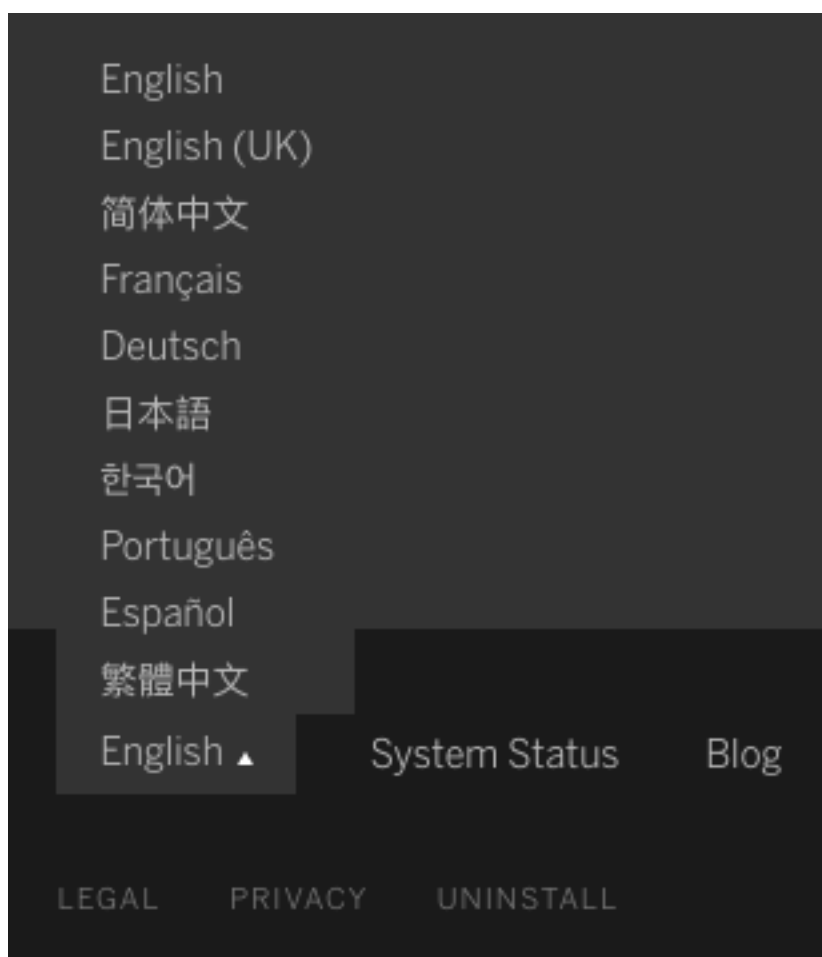 English
English (UK)
简体中文
Français
Deutsch
日本語
한국어
Português
Español
繁體中文
English ▲ System Status Blog
LEGAL PRIVACY UNINSTALL